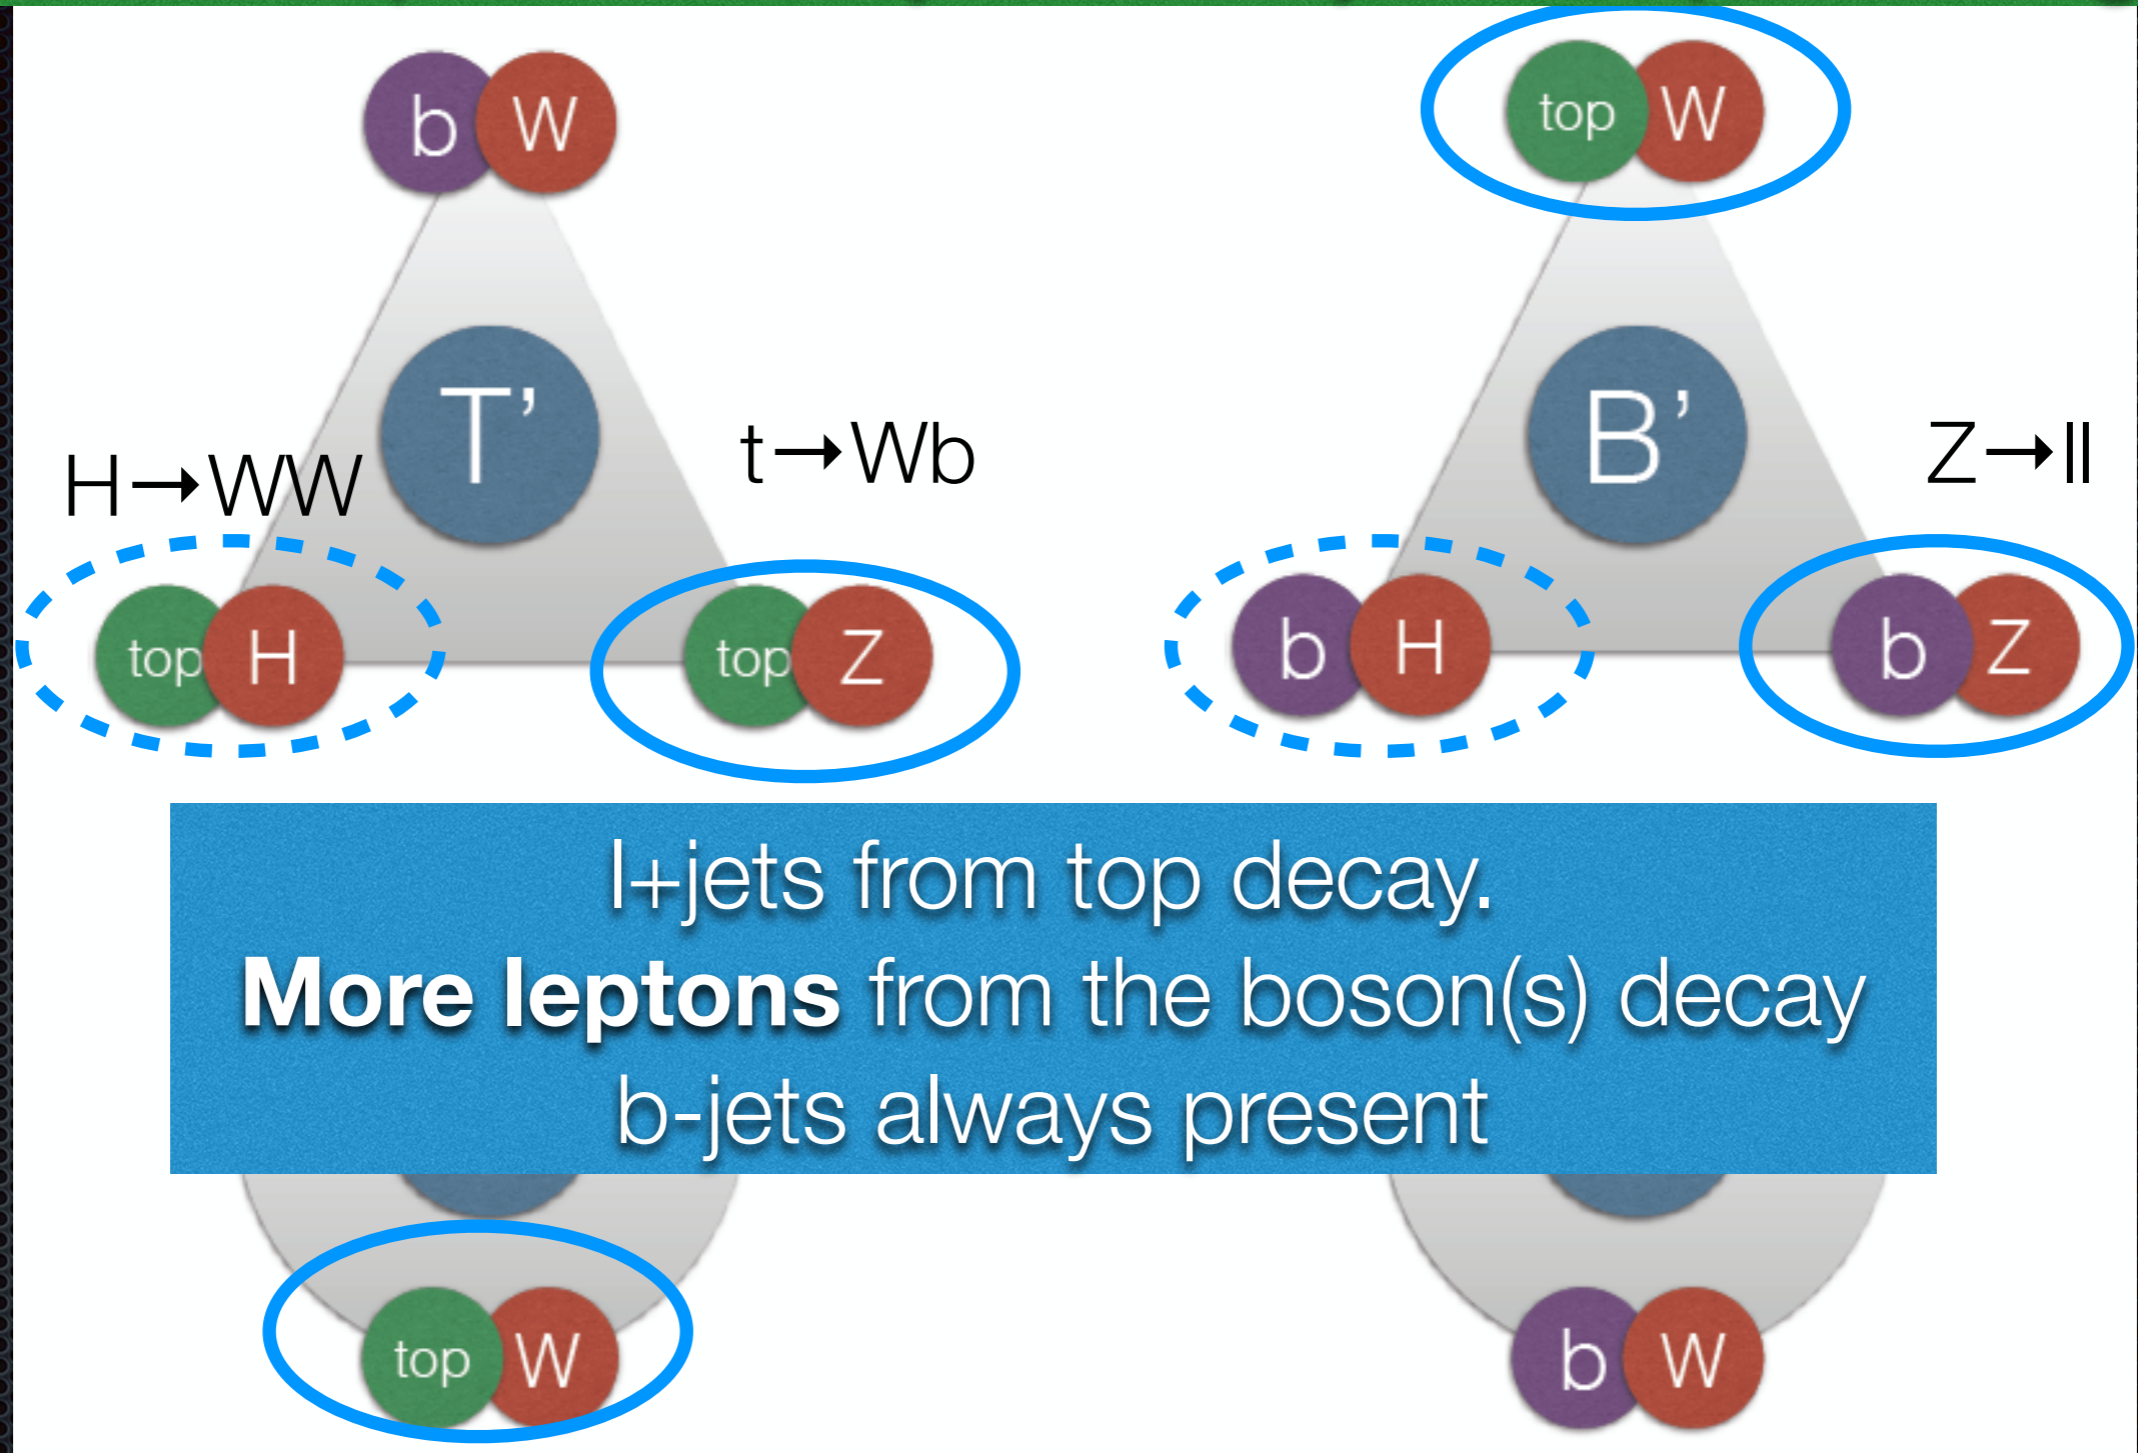 b W
top W
T’
B’
H→WW
t→Wb
Z→ll
top H
top Z
b H
b Z
l+jets from top decay.
More leptons from the boson(s) decay
b-jets always present
top W
b W